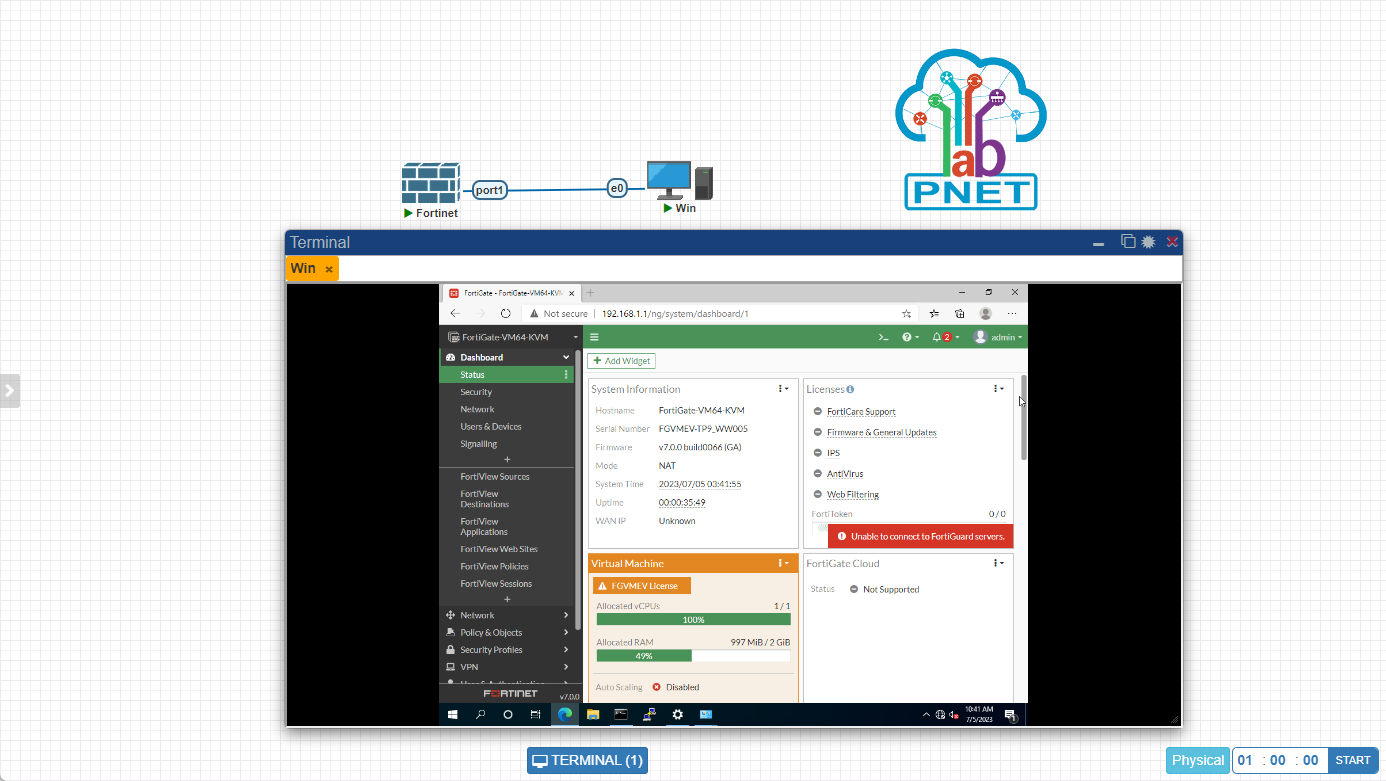 lab
PNET
port1
e0
Fortinet
Win
Terminal
Win ×
FortiGate - FortiGate-VM64-KV
Not secure
192.168.1.1/ng/system/dashboard/1
FortiGate-VM64-KVM
>_
2
admin
Dashboard
Status
Security
Network
Users & Devices
Signalling
+
FortiView Sources
FortiView
Destinations
FortiView
Applications
FortiView Web Sites
FortiView Policies
FortiView Sessions
+
Network
Policy & Objects
Security Profiles
VPN
FORTINET
v7.0.0
+ Add Widget
System Information
Hostname FortiGate-VM64-KVM
Serial Number FGVMEV-TP9_WW005
Firmware v7.0.0 build0066 (GA)
Mode NAT
System Time 2023/07/05 03:41:55
Uptime 00:00:35:49
WAN IP Unknown
Licenses
FortiCare Support
Firmware & General Updates
IPS
AntiVirus
Web Filtering
FortiToken 0 / 0
Unable to connect to FortiGuard servers.
Virtual Machine
FGVMEV License
Allocated vCPUs 1 / 1
100%
Allocated RAM 997 MiB / 2 GiB
49%
Auto Scaling Disabled
FortiGate Cloud
Status Not Supported
10:41 AM
7/5/2023
1
TERMINAL (1)
Physical
01 : 00 : 00
START